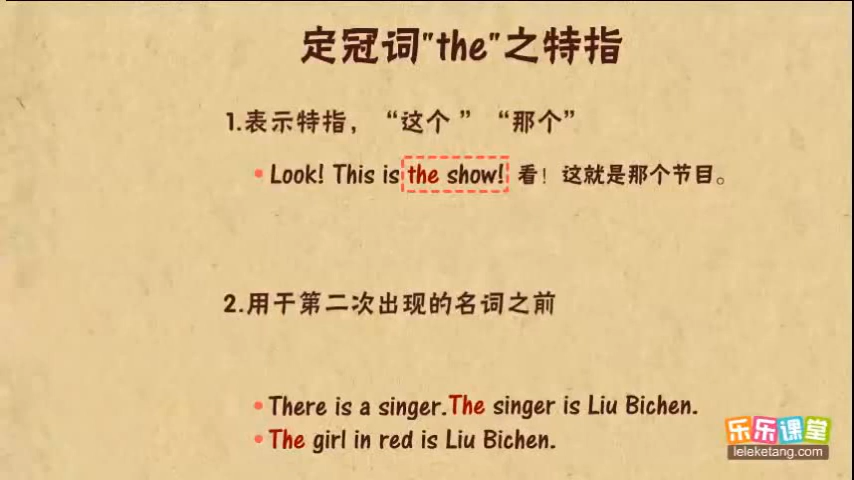 定冠词"the"之特指
1.表示特指，“这个 ”“那个”
• Look! This is the show! 看！这就是那个节目。
2.用于第二次出现的名词之前
• There is a singer.The singer is Liu Bichen.
• The girl in red is Liu Bichen.
乐乐课堂
leleketang.com